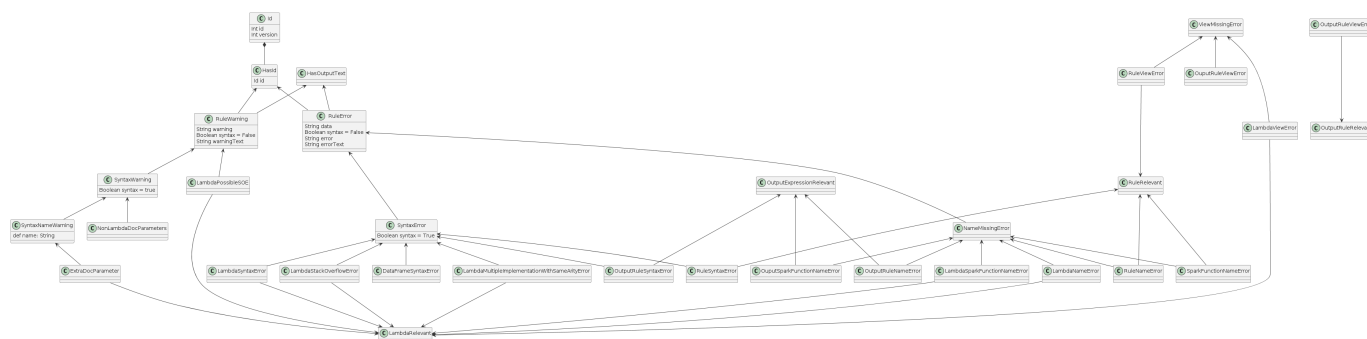 C Id
Int id
Int version
C ViewMissingError
C OutputRuleViewEr
C HasId
Id id
C HasOutputText
C RuleViewError
C OuputRuleViewError
C RuleWarning
String warning
Boolean syntax = False
String warningText
C RuleError
String data
Boolean syntax = False
String error
String errorText
C LambdaViewError
C OutputRuleReleva
C SyntaxWarning
Boolean syntax = true
C LambdaPossibleSOE
C OutputExpressionRelevant
C RuleRelevant
C SyntaxNameWarning
def name: String
C NonLambdaDocParameters
C SyntaxError
Boolean syntax = True
C NameMissingError
C ExtraDocParameter
C LambdaSyntaxError
C LambdaStackOverflowError
C DataFrameSyntaxError
C LambdaMultipleImplementationWithSameArityError
C OutputRuleSyntaxError
C RuleSyntaxError
C OuputSparkFunctionNameError
C OutputRuleNameError
C LambdaSparkFunctionNameError
C LambdaNameError
C RuleNameError
C SparkFunctionNameError
C LambdaRelevant